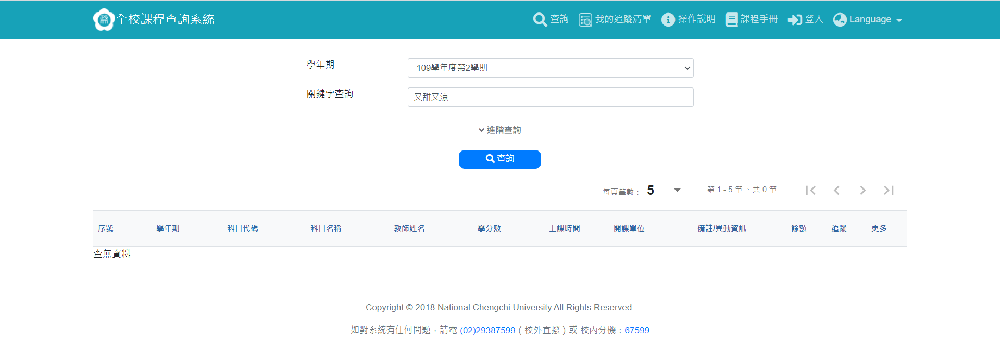 全校課程查詢系統
查詢 我的追蹤清單 操作說明 課程手冊 登入 Language
學年期 109學年度第2學期
關鍵字查詢 又甜又涼
進階查詢
查詢
每頁筆數： 5 第 1 - 5 筆 、共 0 筆
序號 學年期 科目代碼 科目名稱 教師姓名 學分數 上課時間 開課單位 備註/異動資訊 餘額 追蹤 更多
查無資料
Copyright © 2018 National Chengchi University.All Rights Reserved.
如對系統有任何問題，請電 (02)29387599 ( 校外直撥 ) 或 校內分機：67599